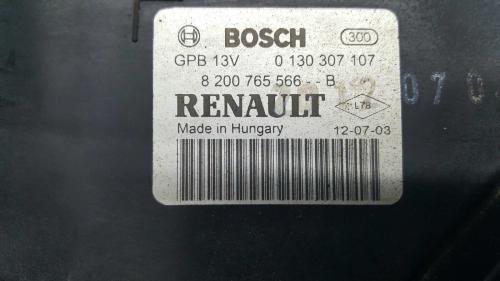 BOSCH 300
GPB 13V 0 130 307 107
8 200 765 566 - - B
RENAULT L78
Made in Hungary 12-07-03